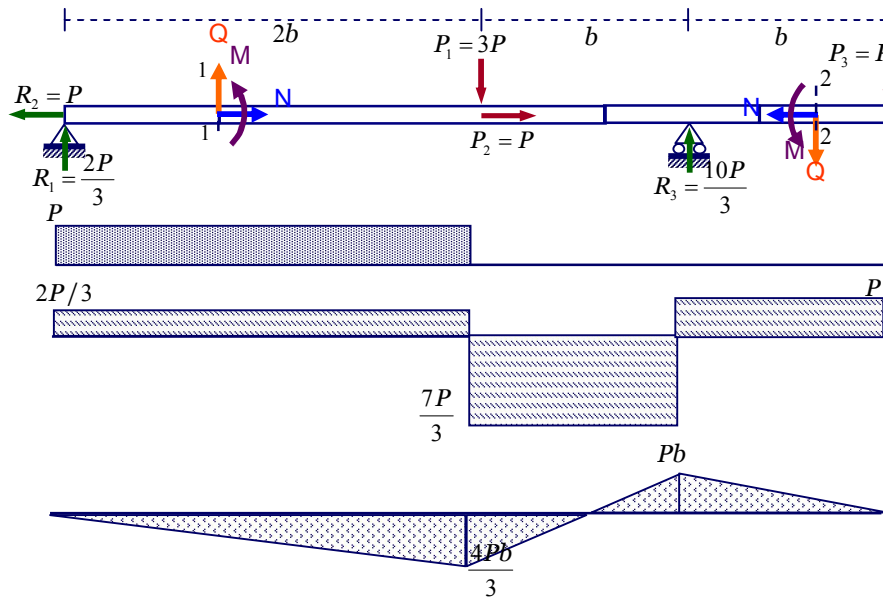 2b b b
Q P₁ = 3P P₃ = P
1 M 2
R₂ = P N N
1 P₂ = P 2
M
Q
R₁ = 2P/3 R₃ = 10P/3
P
2P/3 P
7P/3
Pb
4Pb/3